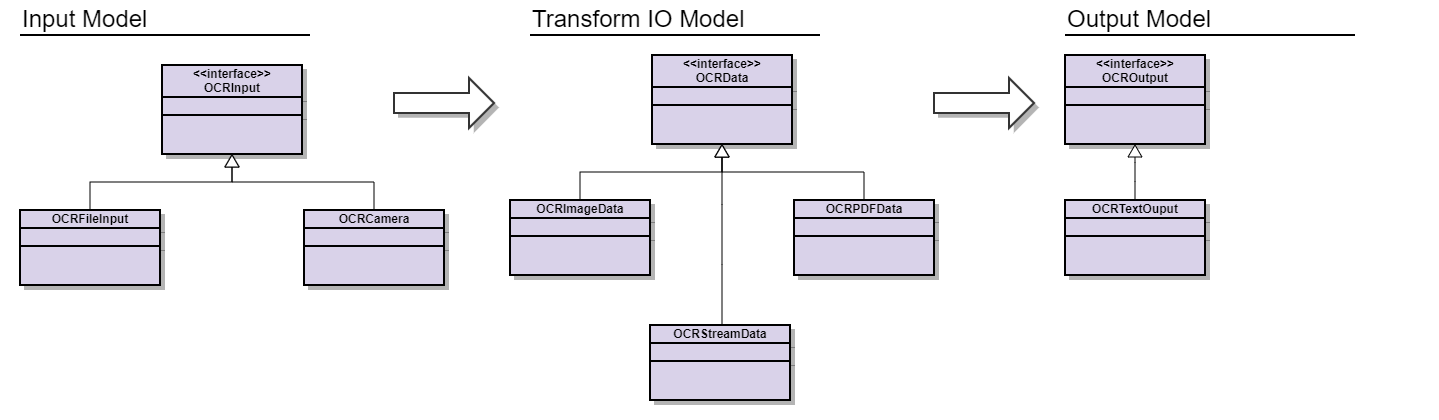 Input Model
Transform IO Model
Output Model
<<interface>>
OCRInput
<<interface>>
OCRData
<<interface>>
OCROutput
OCRFileInput
OCRCamera
OCRImageData
OCRPDFData
OCRTextOuput
OCRStreamData